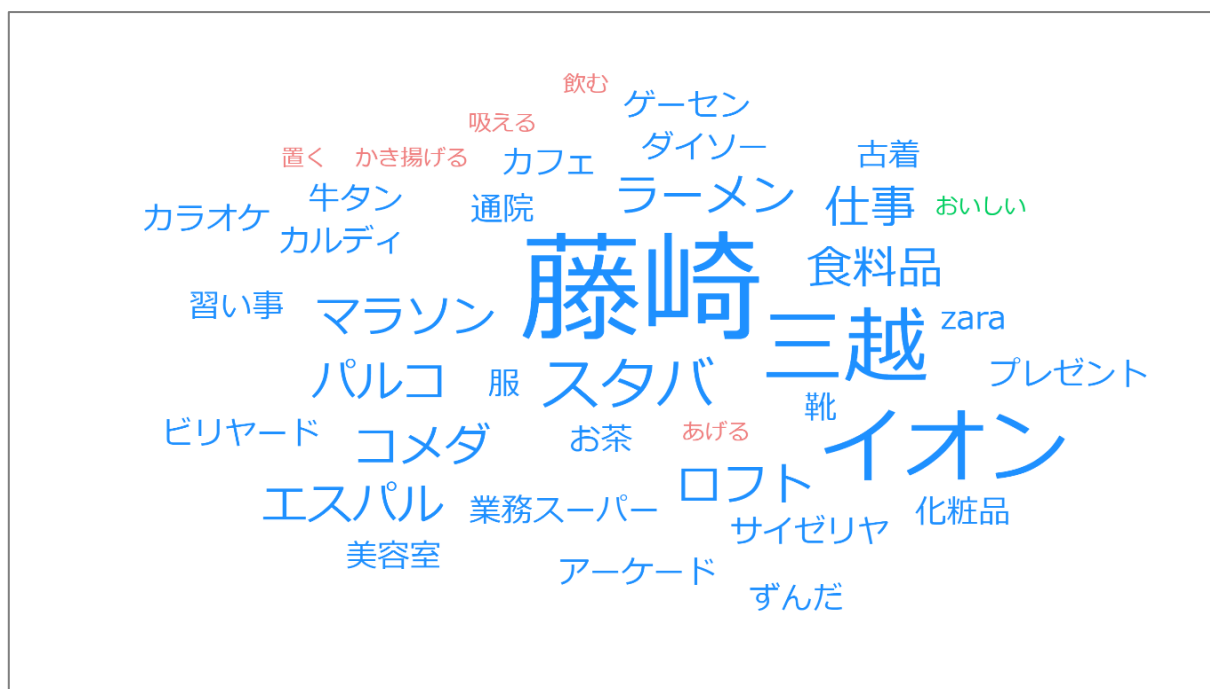 飲む
ゲーセン
吸える
ダイソー
置く
かき揚げる
カフェ
古着
牛タン
通院
ラーメン
仕事
おいしい
カラオケ
カルディ
藤崎
食料品
習い事
マラソン
三越
zara
パルコ
服
スタバ
靴
プレゼント
ビリヤード
コメダ
お茶
あげる
イオン
エスパル
業務スーパー
ロフト
サイゼリヤ
化粧品
美容室
アーケード
ずんだ